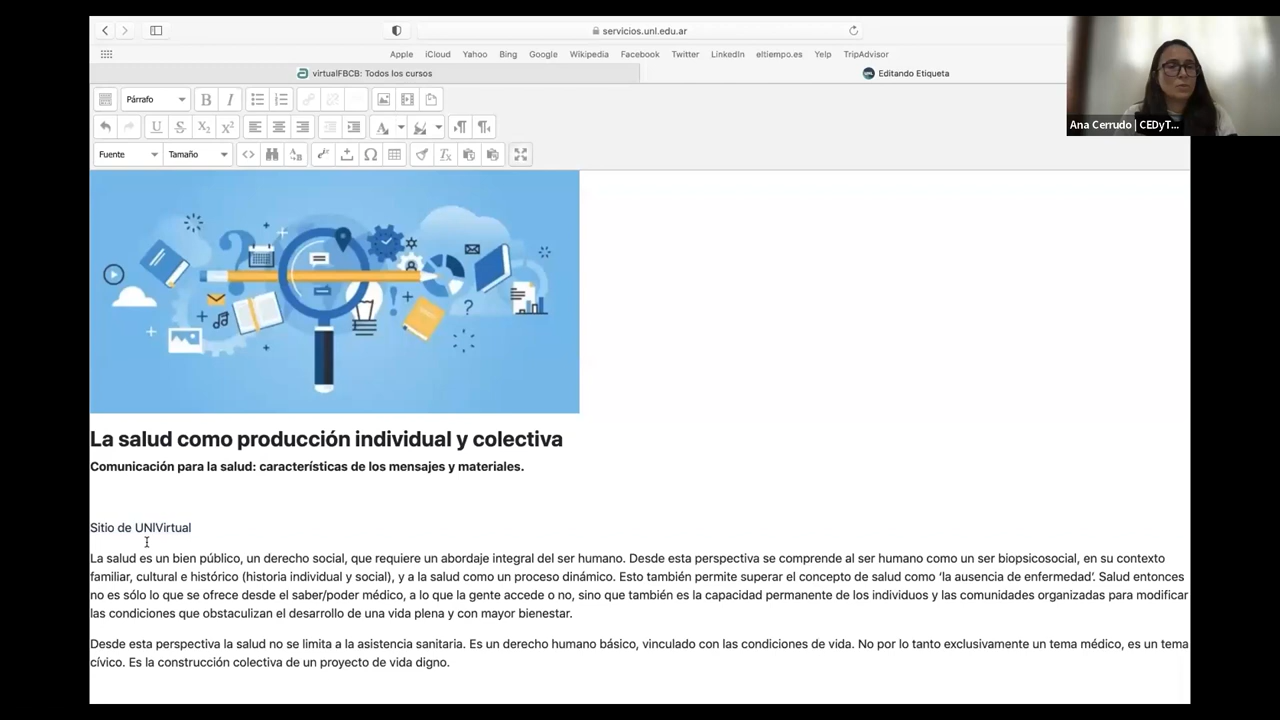 servicios.unl.edu.ar
Apple iCloud Yahoo Bing Google Wikipedia Facebook Twitter LinkedIn eltiempo.es Yelp TripAdvisor
virtualFBCB: Todos los cursos
Editando Etiqueta
Ana Cerrudo | CEDyT...
Párrafo
Fuente
Tamaño
La salud como producción individual y colectiva
Comunicación para la salud: características de los mensajes y materiales.
Sitio de UNlVirtual
La salud es un bien público, un derecho social, que requiere un abordaje integral del ser humano. Desde esta perspectiva se comprende al ser humano como un ser biopsicosocial, en su contexto
familiar, cultural e histórico (historia individual y social), y a la salud como un proceso dinámico. Esto también permite superar el concepto de salud como ‘la ausencia de enfermedad’. Salud entonces
no es sólo lo que se ofrece desde el saber/poder médico, a lo que la gente accede o no, sino que también es la capacidad permanente de los individuos y las comunidades organizadas para modificar
las condiciones que obstaculizan el desarrollo de una vida plena y con mayor bienestar.
Desde esta perspectiva la salud no se limita a la asistencia sanitaria. Es un derecho humano básico, vinculado con las condiciones de vida. No por lo tanto exclusivamente un tema médico, es un tema
cívico. Es la construcción colectiva de un proyecto de vida digno.